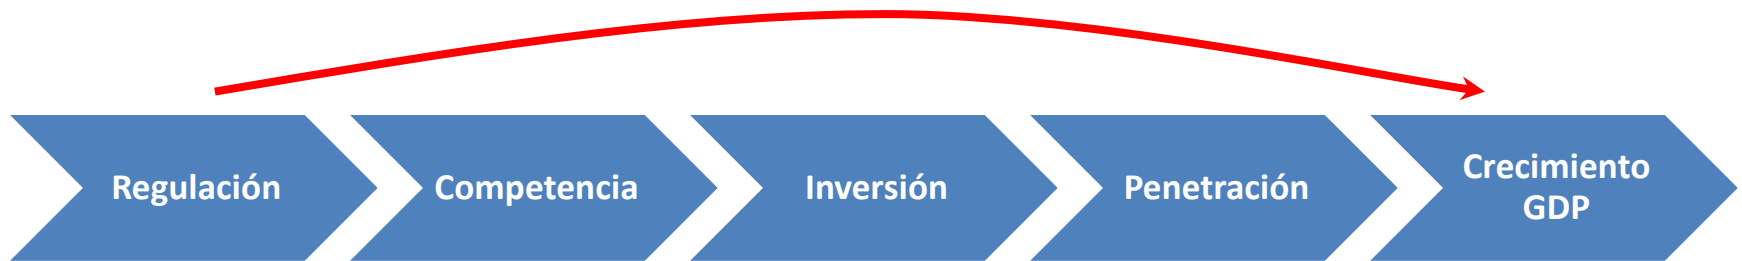 Regulación
Competencia
Inversión
Penetración
Crecimiento
GDP